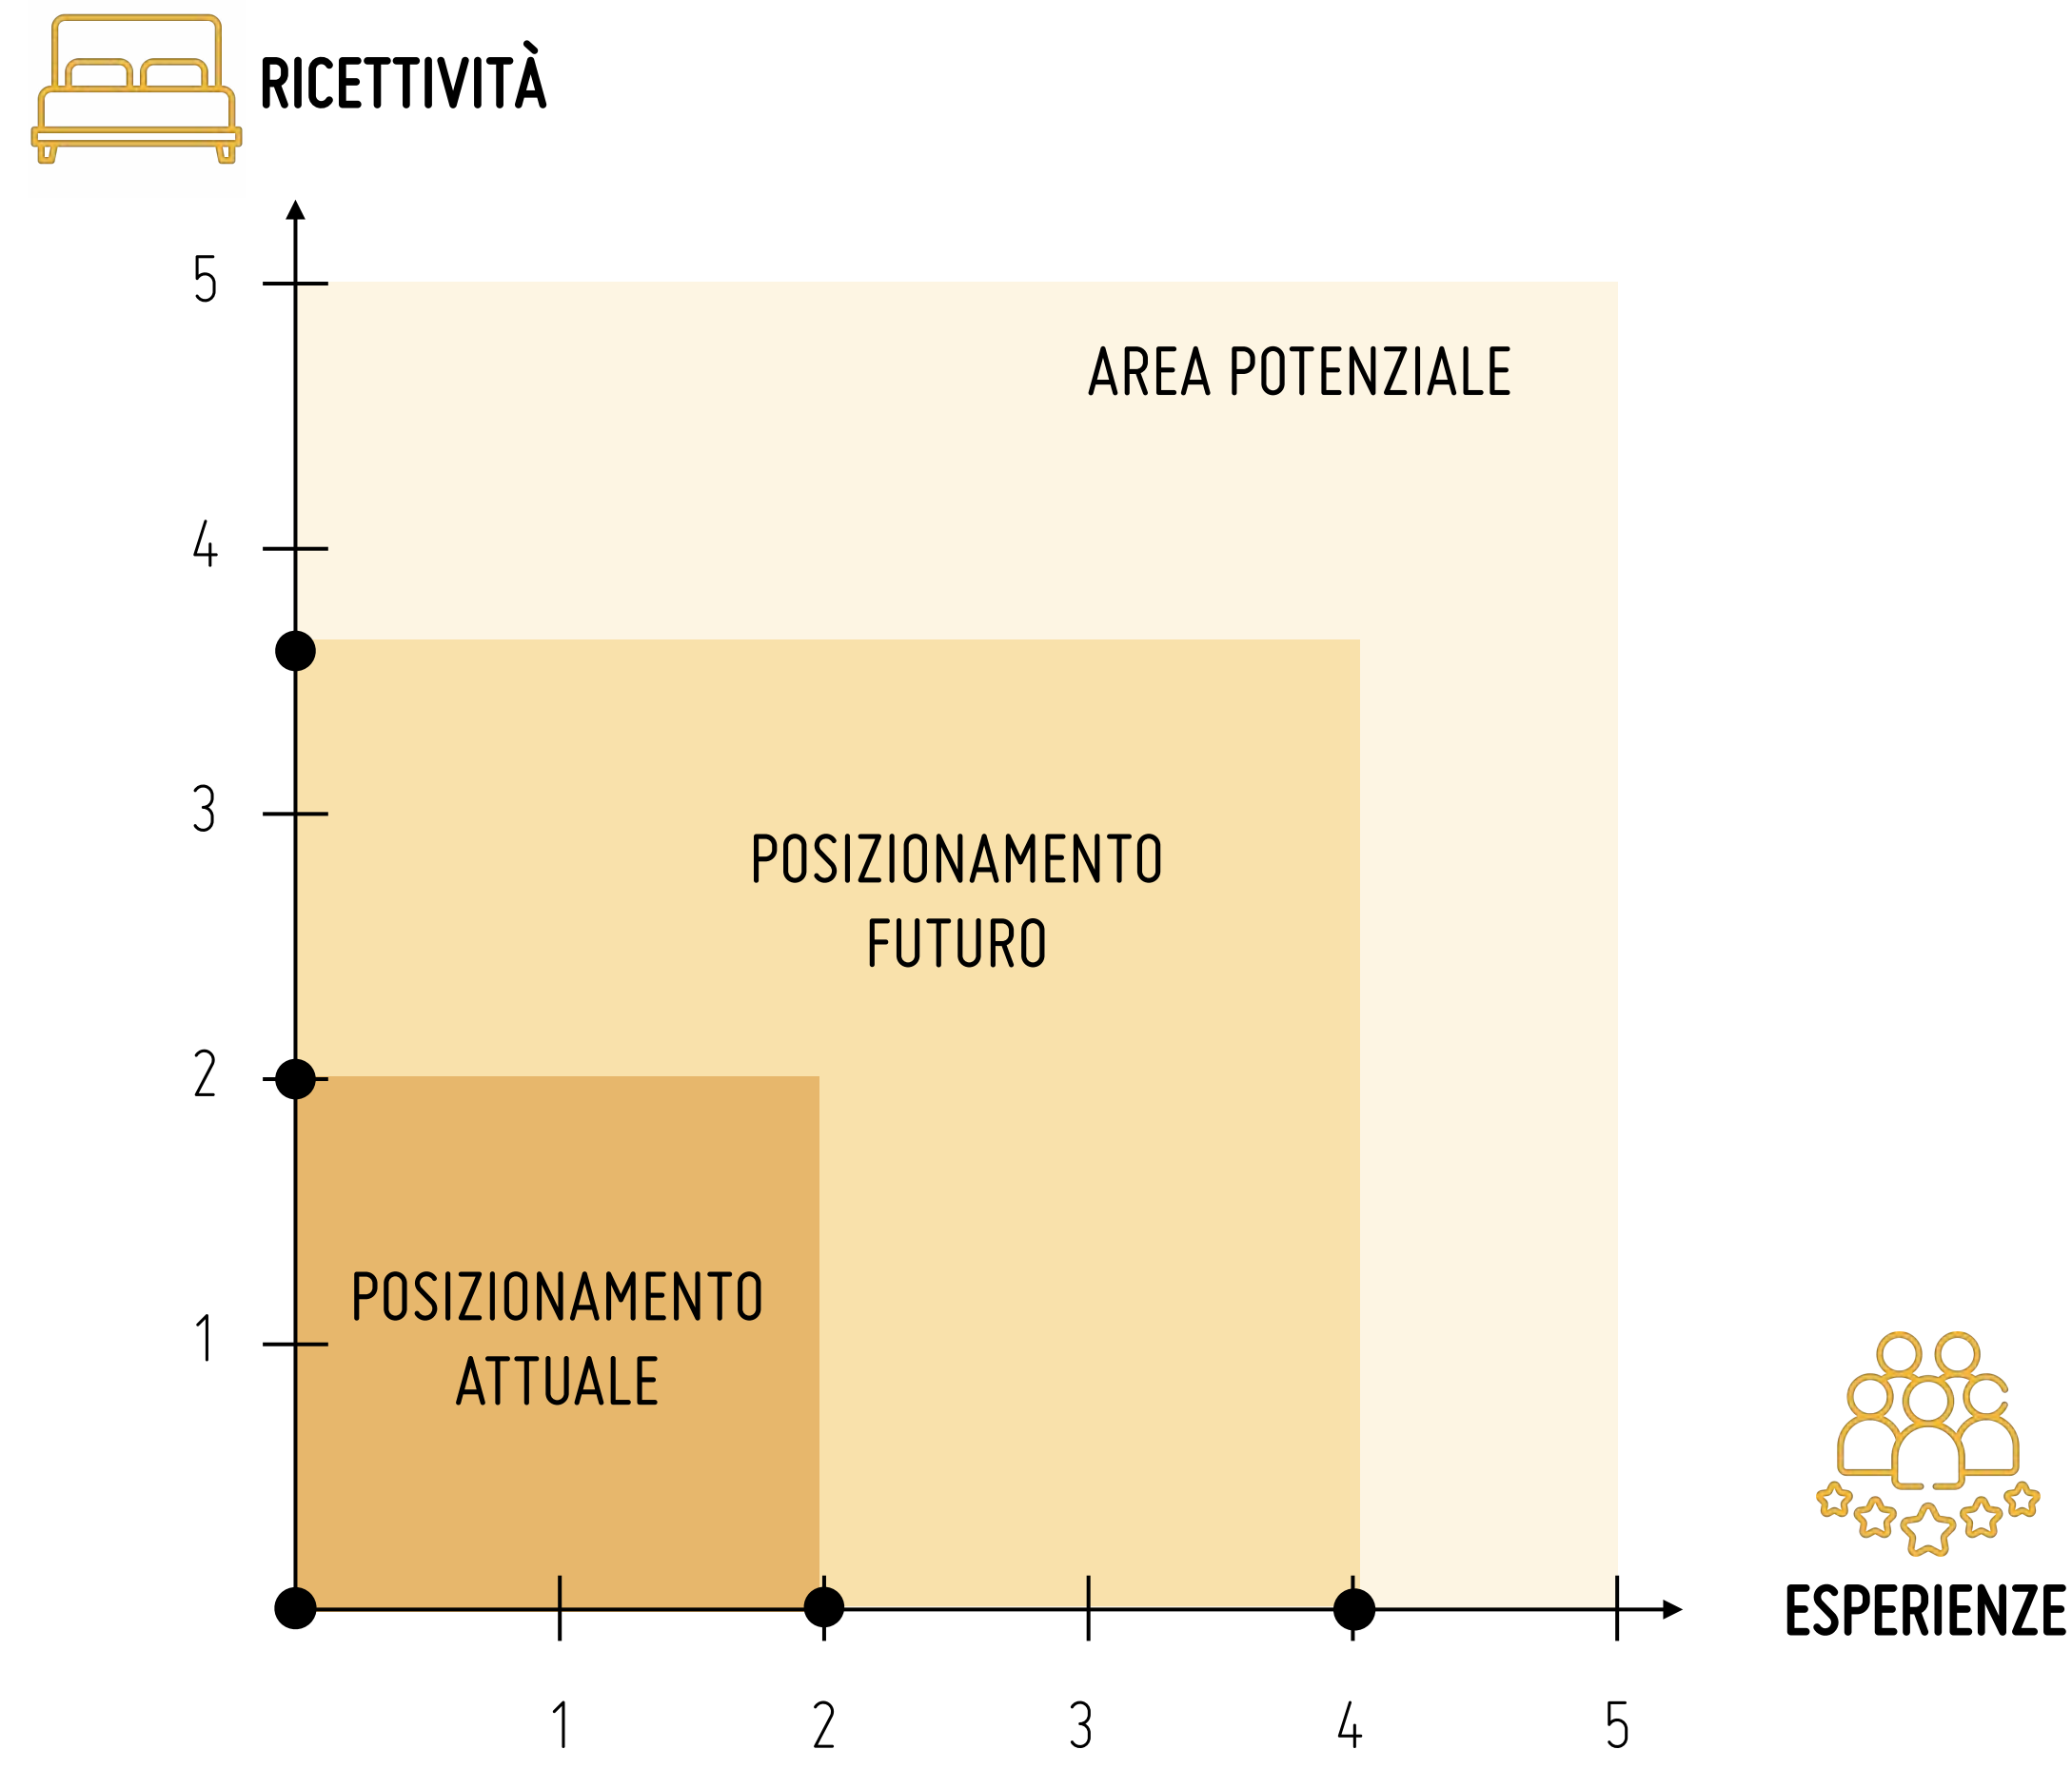 RICETTIVITÀ
5
AREA POTENZIALE
4
3
POSIZIONAMENTO
FUTURO
2
POSIZIONAMENTO
ATTUALE
1
ESPERIENZE
1 2 3 4 5